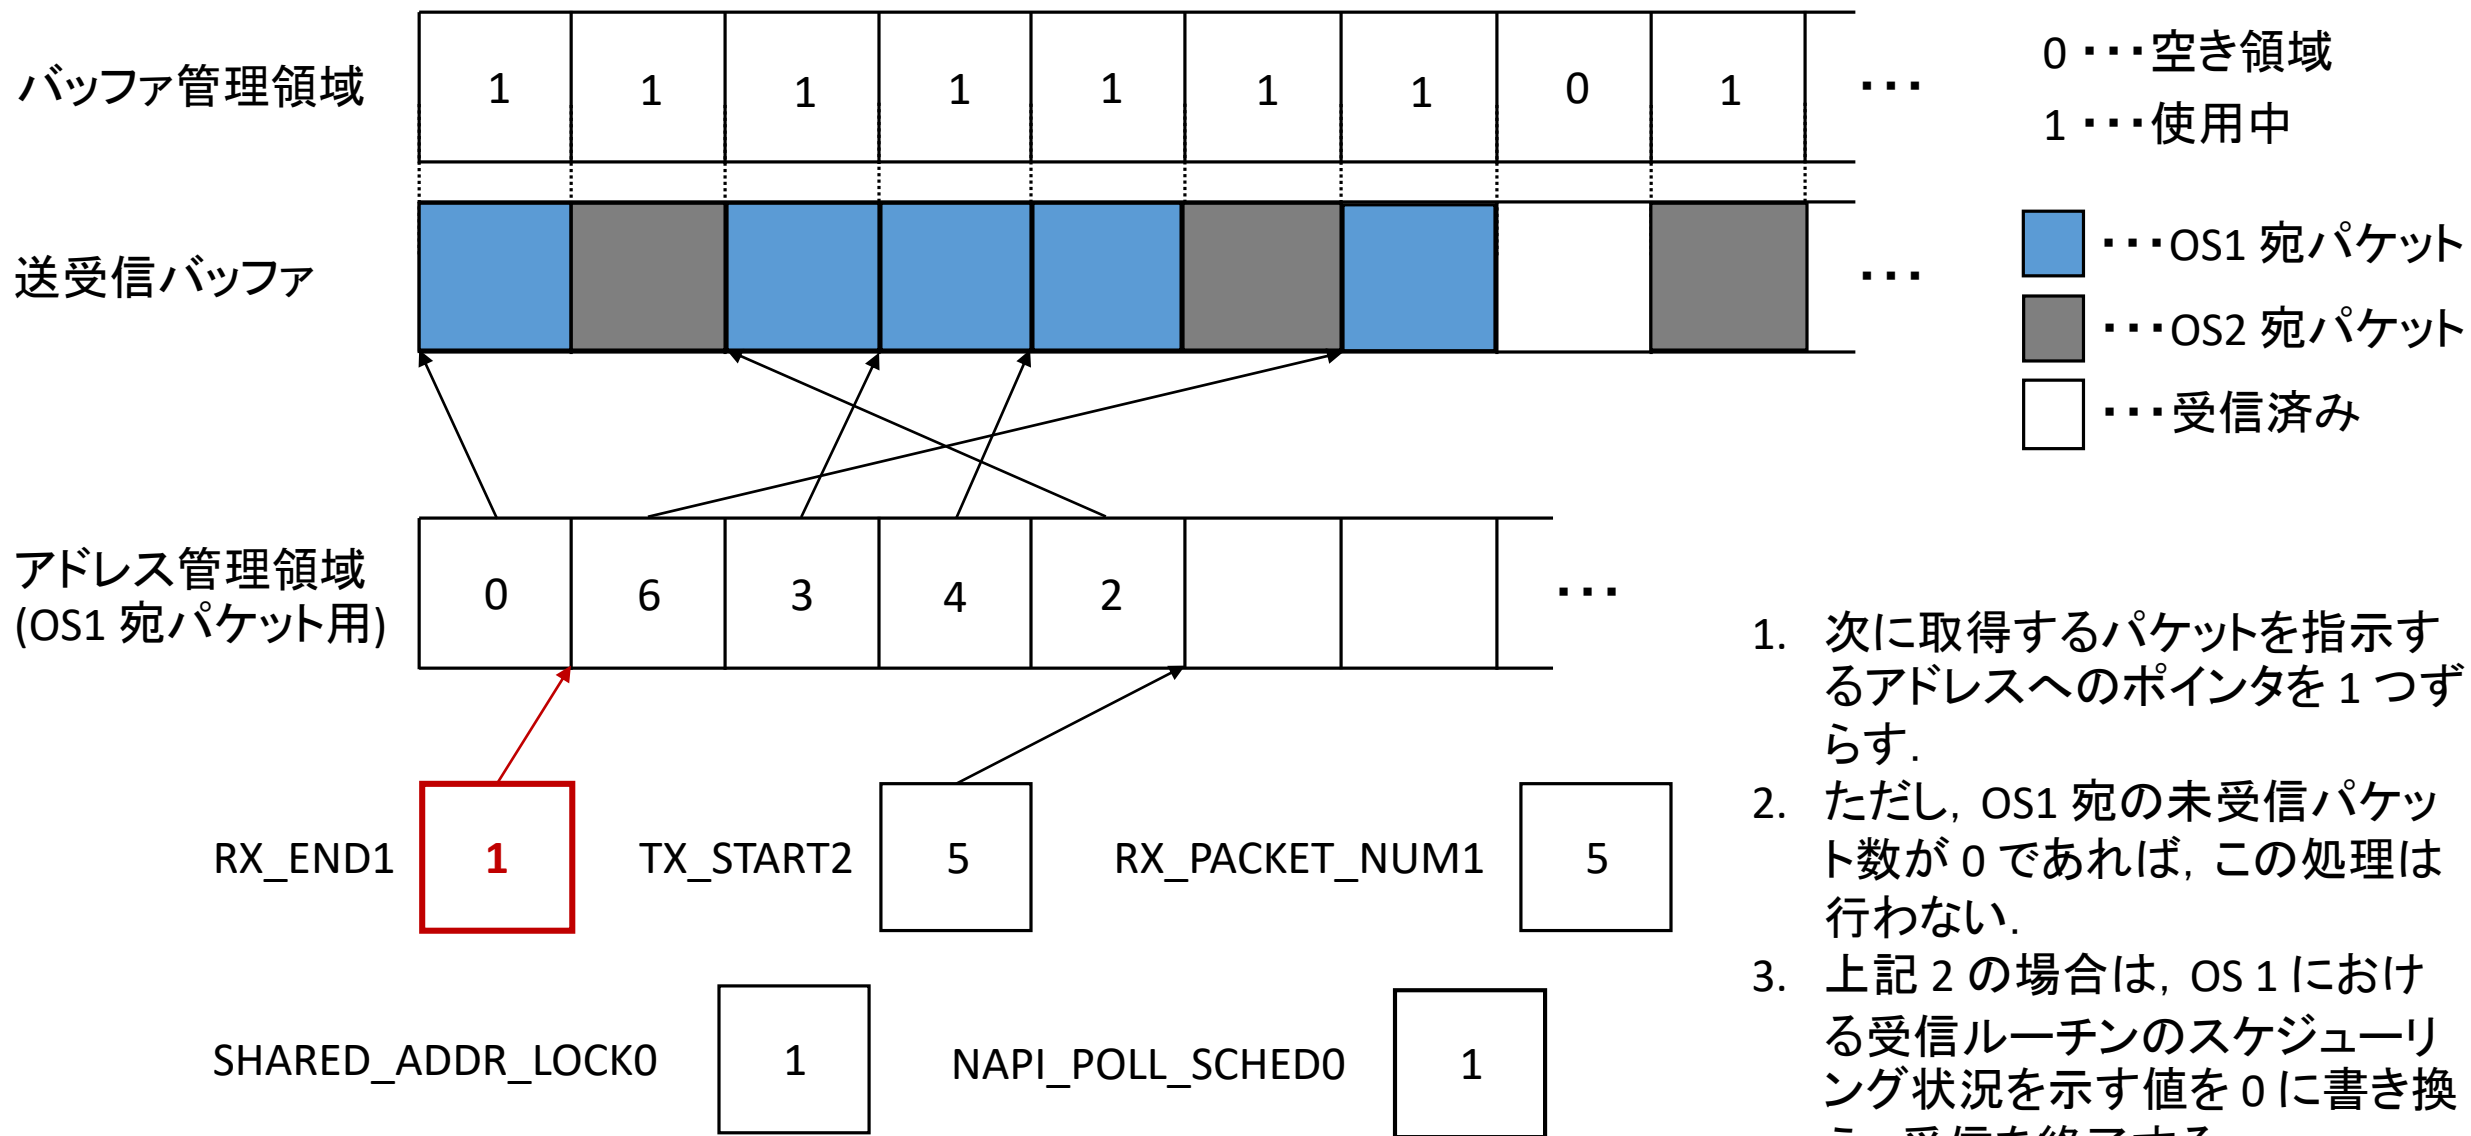 バッファ管理領域
1 1 1 1 1 1 1 0 1 ・・・
0 ・・・空き領域
1 ・・・使用中
送受信バッファ
・・・
・・・OS1 宛パケット
・・・OS2 宛パケット
・・・受信済み
アドレス管理領域
(OS1 宛パケット用)
0 6 3 4 2 ・・・
RX_END1 1
TX_START2 5
RX_PACKET_NUM1 5
SHARED_ADDR_LOCK0 1
NAPI_POLL_SCHED0 1
1. 次に取得するパケットを指示す
るアドレスへのポインタを 1 つず
らす.
2. ただし, OS1 宛の未受信パケッ
ト数が 0 であれば, この処理は
行わない.
3. 上記 2 の場合は, OS 1 におけ
る受信ルーチンのスケジューリ
ング状況を示す値を 0 に書き換
え, 受信を終了する.